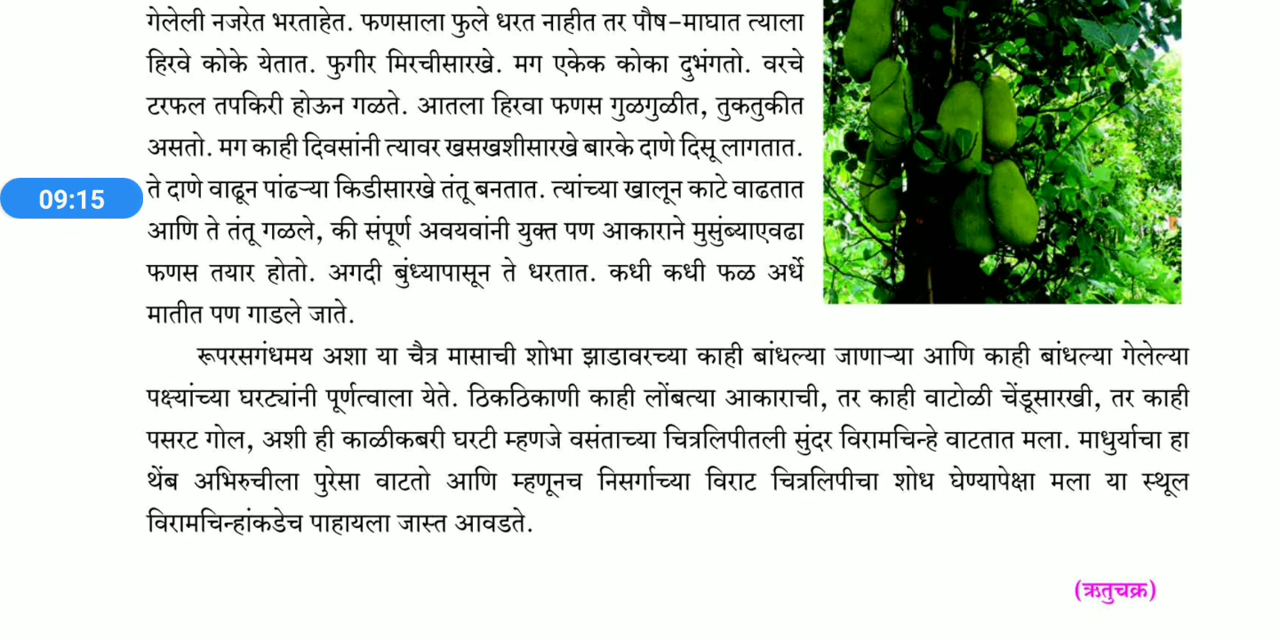 गेलेली नजरेत भरताहेत. फणसाला फुले धरत नाहीत तर पौष-माघात त्याला
हिरवे कोके येतात. फुगीर मिरचीसारखे. मग एकेक कोका दुभंगतो. वरचे
टरफल तपकिरी होऊन गळते. आतला हिरवा फणस गुळगुळीत, तुकतुकीत
असतो. मग काही दिवसांनी त्यावर खसखशीसारखे बारके दाणे दिसू लागतात.
09:15
ते दाणे वाढून पांढऱ्या किडीसारखे तंतू बनतात. त्यांच्या खालून काटे वाढतात
आणि ते तंतू गळले, की संपूर्ण अवयवांनी युक्त पण आकाराने मुसुंब्याएवढा
फणस तयार होतो. अगदी बुंध्यापासून ते धरतात. कधी कधी फळ अर्धे
मातीत पण गाडले जाते.
रूपरसगंधमय अशा या चैत्र मासाची शोभा झाडावरच्या काही बांधल्या जाणाऱ्या आणि काही बांधल्या गेलेल्या
पक्ष्यांच्या घरट्यांनी पूर्णत्वाला येते. ठिकठिकाणी काही लोंबत्या आकाराची, तर काही वाटोळी चेंडूसारखी, तर काही
पसरट गोल, अशी ही काळीकबरी घरटी म्हणजे वसंताच्या चित्रलिपीतली सुंदर विरामचिन्हे वाटतात मला. माधुर्याचा हा
थेंब अभिरुचीला पुरेसा वाटतो आणि म्हणूनच निसर्गाच्या विराट चित्रलिपीचा शोध घेण्यापेक्षा मला या स्थूल
विरामचिन्हांकडेच पाहायला जास्त आवडते.
(ऋतुचक्र)